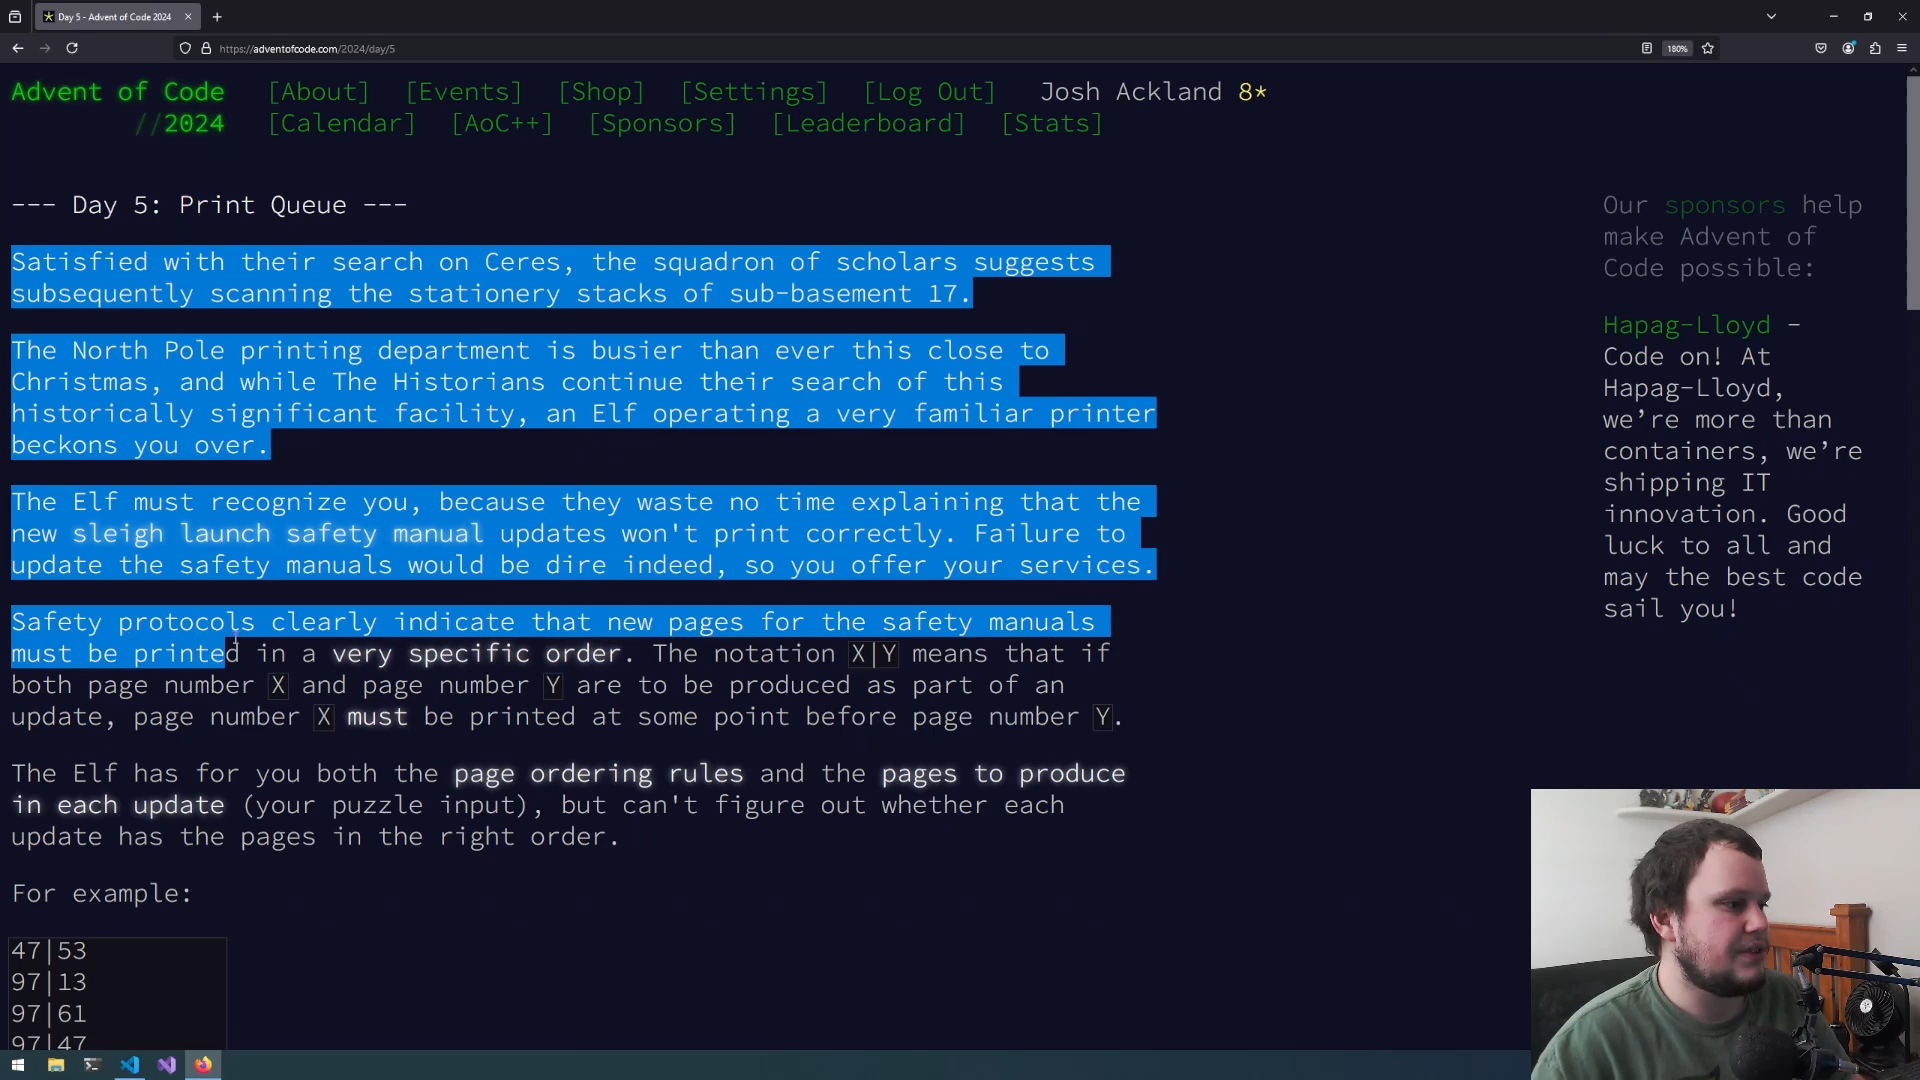 Day 5 - Advent of Code 2024
https://adventofcode.com/2024/day/5
180%
Advent of Code [About] [Events] [Shop] [Settings] [Log Out] Josh Ackland 8*
//2024 [Calendar] [AoC++] [Sponsors] [Leaderboard] [Stats]
--- Day 5: Print Queue ---
Satisfied with their search on Ceres, the squadron of scholars suggests
subsequently scanning the stationery stacks of sub-basement 17.
The North Pole printing department is busier than ever this close to
Christmas, and while The Historians continue their search of this
historically significant facility, an Elf operating a very familiar printer
beckons you over.
The Elf must recognize you, because they waste no time explaining that the
new sleigh launch safety manual updates won't print correctly. Failure to
update the safety manuals would be dire indeed, so you offer your services.
Safety protocols clearly indicate that new pages for the safety manuals
must be printed in a very specific order. The notation X|Y means that if
both page number X and page number Y are to be produced as part of an
update, page number X must be printed at some point before page number Y.
The Elf has for you both the page ordering rules and the pages to produce
in each update (your puzzle input), but can't figure out whether each
update has the pages in the right order.
For example:
47|53
97|13
97|61
97|47
Our sponsors help
make Advent of
Code possible:
Hapag-Lloyd -
Code on! At
Hapag-Lloyd,
we’re more than
containers, we’re
shipping IT
innovation. Good
luck to all and
may the best code
sail you!